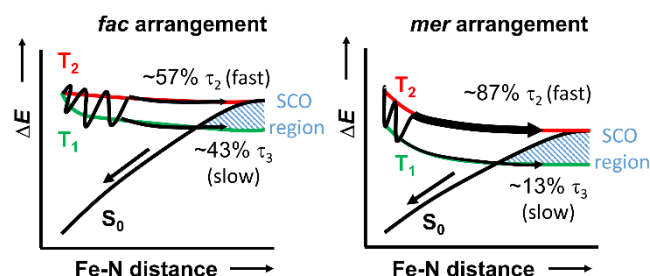 fac arrangement
T2
~57% τ2 (fast)
SCO
region
ΔE
T1
~43% τ3
(slow)
S0
Fe-N distance
mer arrangement
T2
~87% τ2 (fast)
SCO
region
ΔE
T1
~13% τ3
(slow)
S0
Fe-N distance